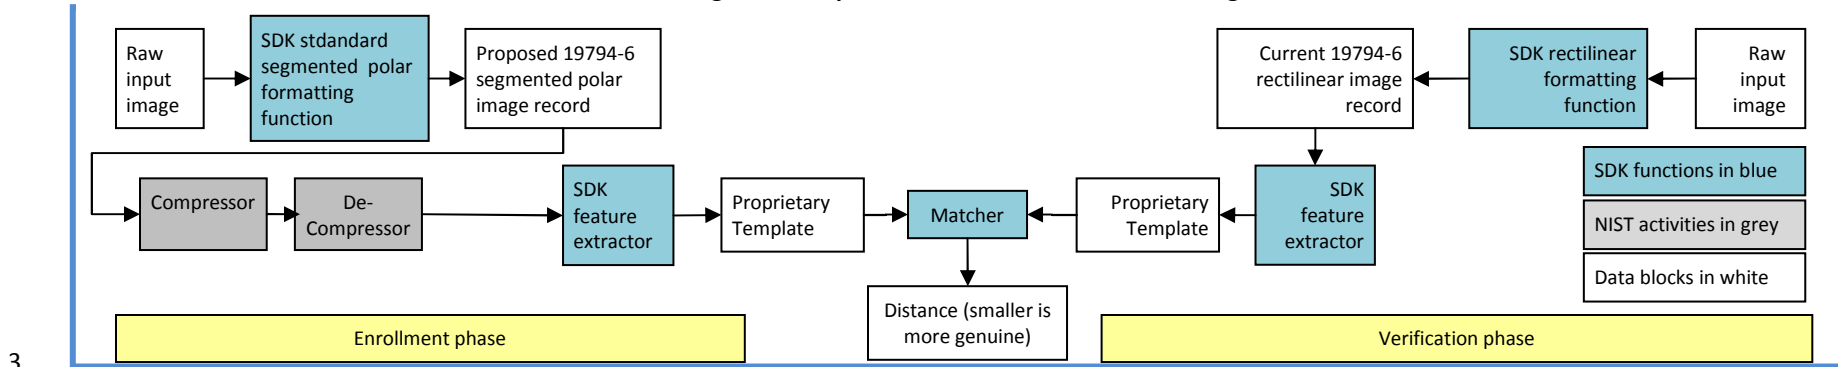 Raw
input
image
SDK stdandard
segmented polar
formatting
function
Proposed 19794-6
segmented polar
image record
Current 19794-6
rectilinear image
record
SDK rectilinear
formatting
function
Raw
input
image
Compressor
De-
Compressor
SDK
feature
extractor
Proprietary
Template
Matcher
Proprietary
Template
SDK
feature
extractor
SDK functions in blue
NIST activities in grey
Data blocks in white
Distance (smaller is
more genuine)
Enrollment phase
Verification phase
3